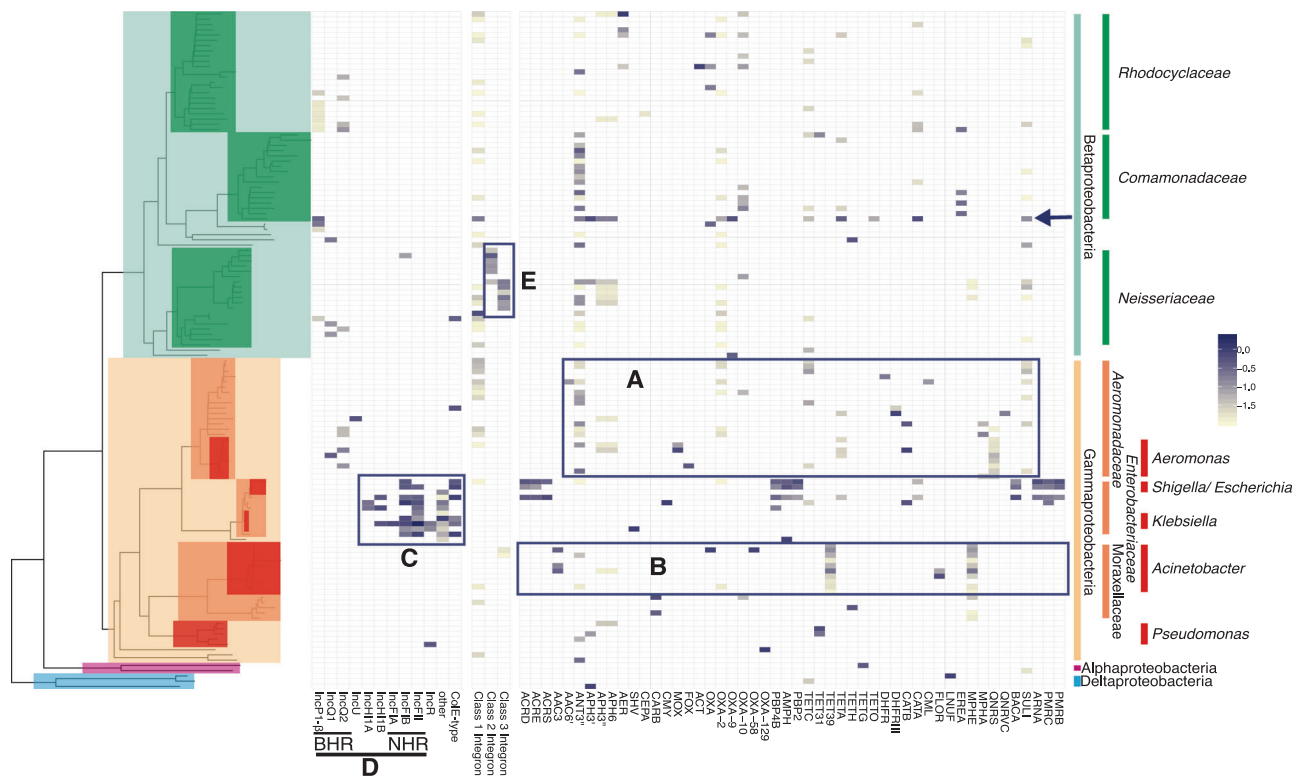 Rhodocyclaceae
Comamonadaceae
Neisseriaceae
Betaproteobacteria
E
A
B
C
0.0
-0.5
-1.0
-1.5
Gammaproteobacteria
Aeromonadaceae
Enterobacteriaceae
Moraxellaceae
Aeromonas
Shigella/ Escherichia
Klebsiella
Acinetobacter
Pseudomonas
Alphaproteobacteria
Deltaproteobacteria
IncP1-β
IncQ1
IncQ2
IncU
IncHI1A
IncHI1B
IncFIA
IncFIB
IncFII
IncR
other
ColE-type
BHR
NHR
D
Class 1 Integron
Class 2 Integron
Class 3 Integron
ACRD
ACRE
ACRS
AAC3
AAC6'
ANT3"
APH3'
APH3"
APH6
AER
SHV
CEPA
CARB
CMY
MOX
FOX
ACT
OXA
OXA-2
OXA-9
OXA-10
OXA-58
OXA-129
PBP4B
AMPH
PBP2
TETC
TET31
TET39
TETA
TETH
TETG
TETO
DHFRI
DHFRIII
CATB
CATA
CML
FLOR
LNUF
EREA
MPHE
MPHA
QNRS
QNRVC
BACA
SULI
ARNA
PMRC
PMRB